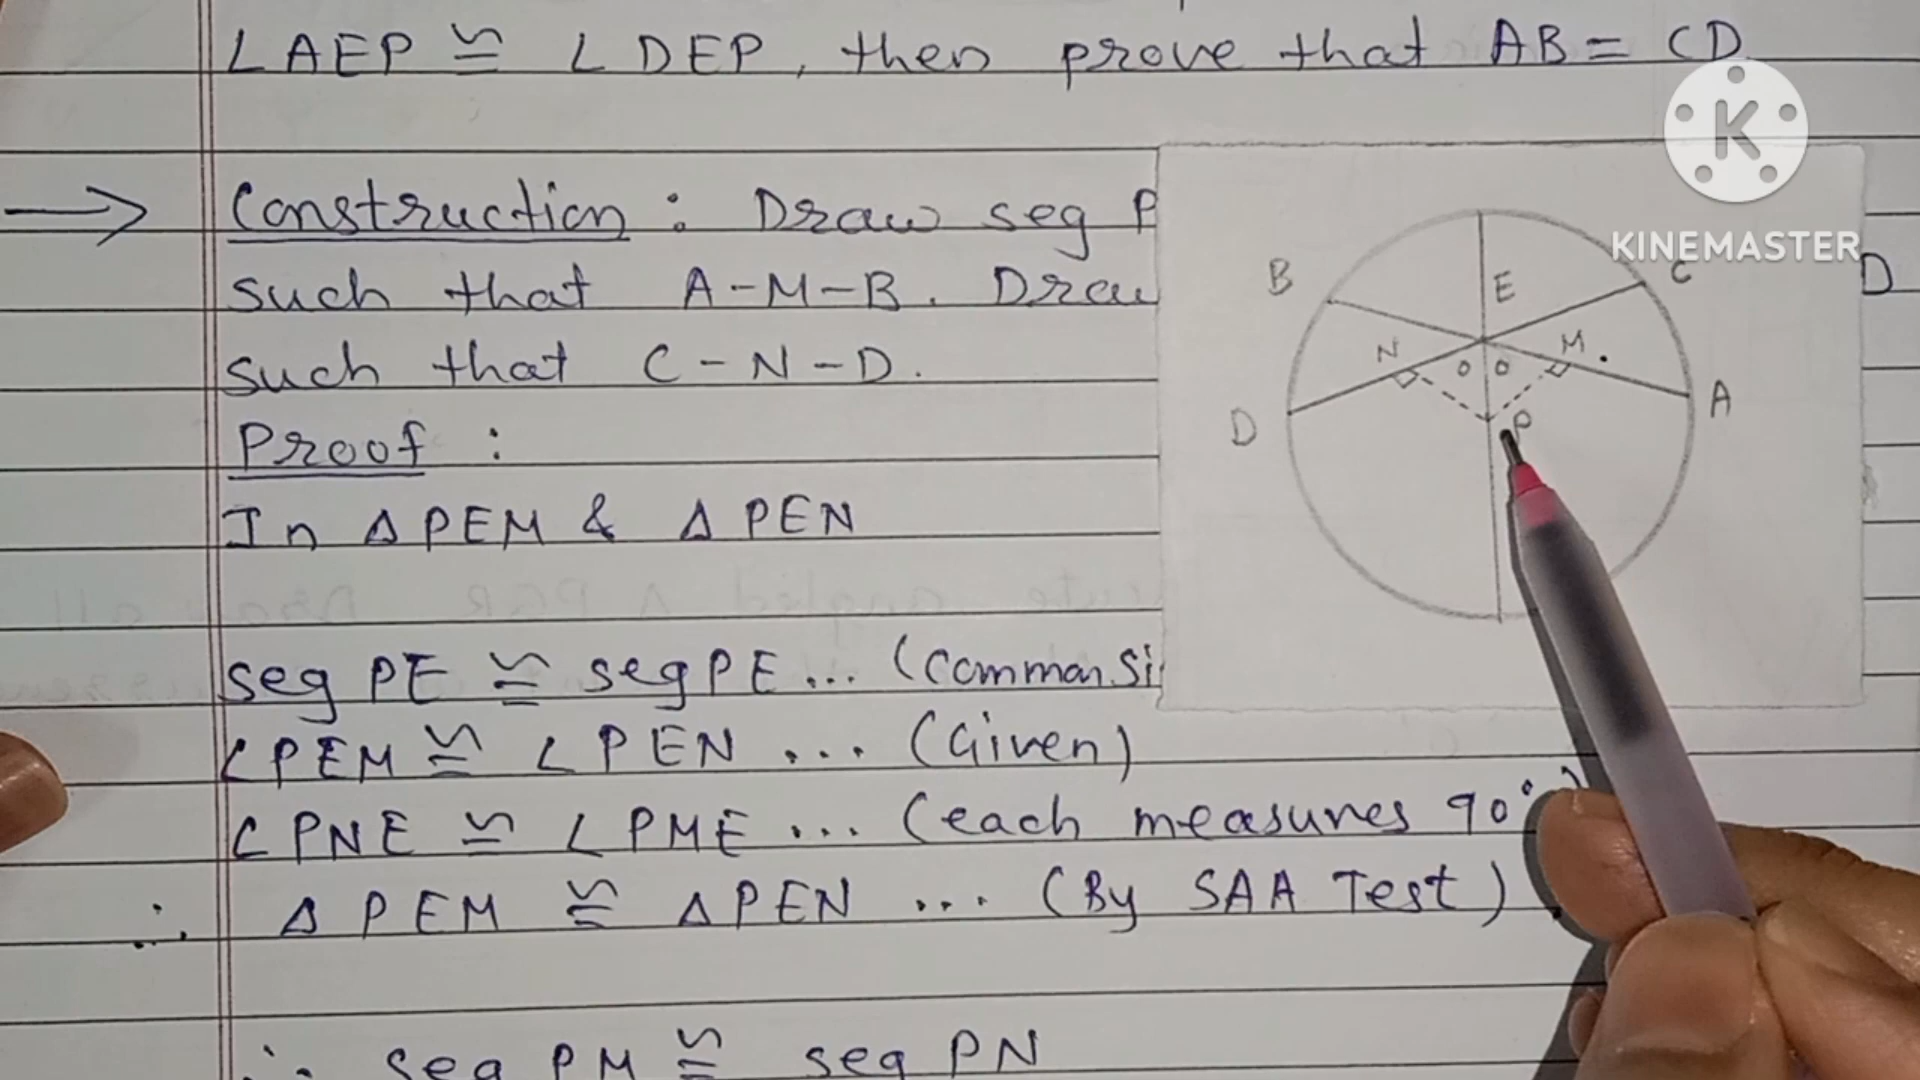 ∠AEP ≅ ∠DEP, then prove that AB = CD
K
KINEMASTER
Construction : Draw seg P
such that A-M-B. Draw
D
such that C-N-D.
Proof :
In Δ PEM & Δ PEN
seg PE ≅ seg PE ... (Comman Si
∠PEM ≅ ∠PEN ... (Given)
∠PNE ≅ ∠PME ... (each measures 90°)
∴ Δ PEM ≅ Δ PEN ... (By SAA Test)
∴ seg PM ≅ seg PN
B
E
C
N
M
A
D
P